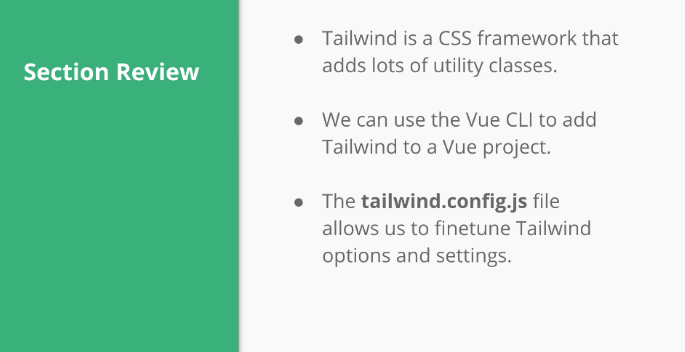 Section Review
● Tailwind is a CSS framework that
adds lots of utility classes.
● We can use the Vue CLI to add
Tailwind to a Vue project.
● The tailwind.config.js file
allows us to finetune Tailwind
options and settings.